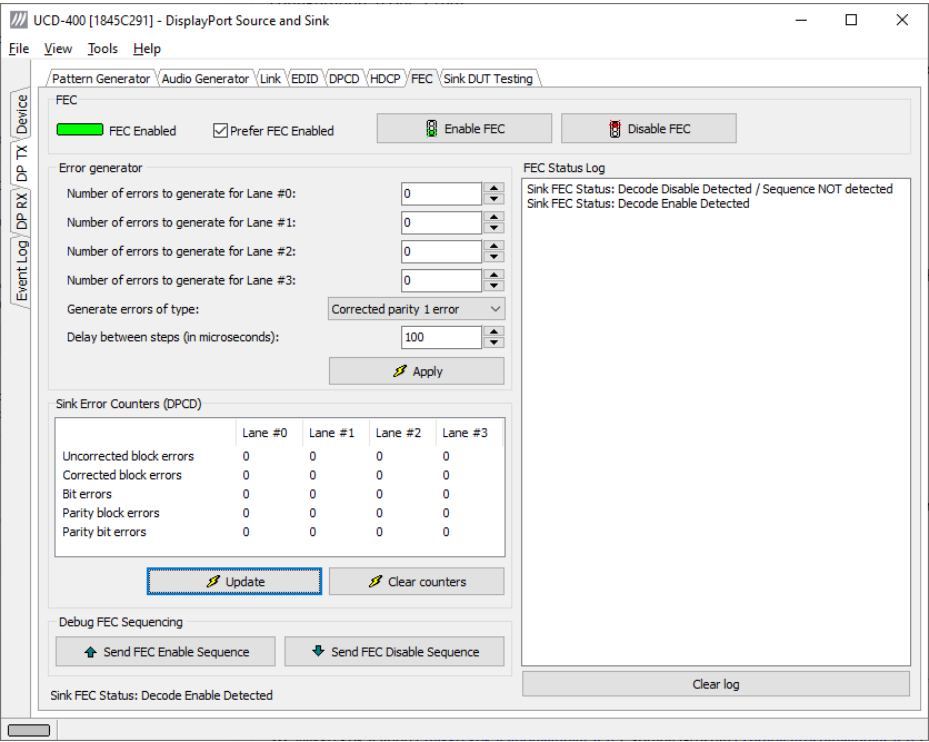 UCD-400 [1845C291] - DisplayPort Source and Sink
File View Tools Help
Device
DP TX
DP RX
Event Log
Pattern Generator Audio Generator Link EDID DPCD HDCP FEC Sink DUT Testing
FEC
FEC Enabled Prefer FEC Enabled Enable FEC Disable FEC
Error generator
Number of errors to generate for Lane #0: 0
Number of errors to generate for Lane #1: 0
Number of errors to generate for Lane #2: 0
Number of errors to generate for Lane #3: 0
Generate errors of type: Corrected parity 1 error
Delay between steps (in microseconds): 100
Apply
Sink Error Counters (DPCD)
Lane #0 Lane #1 Lane #2 Lane #3
Uncorrected block errors 0 0 0 0
Corrected block errors 0 0 0 0
Bit errors 0 0 0 0
Parity block errors 0 0 0 0
Parity bit errors 0 0 0 0
Update Clear counters
Debug FEC Sequencing
Send FEC Enable Sequence Send FEC Disable Sequence
Sink FEC Status: Decode Enable Detected
FEC Status Log
Sink FEC Status: Decode Disable Detected / Sequence NOT detected
Sink FEC Status: Decode Enable Detected
Clear log